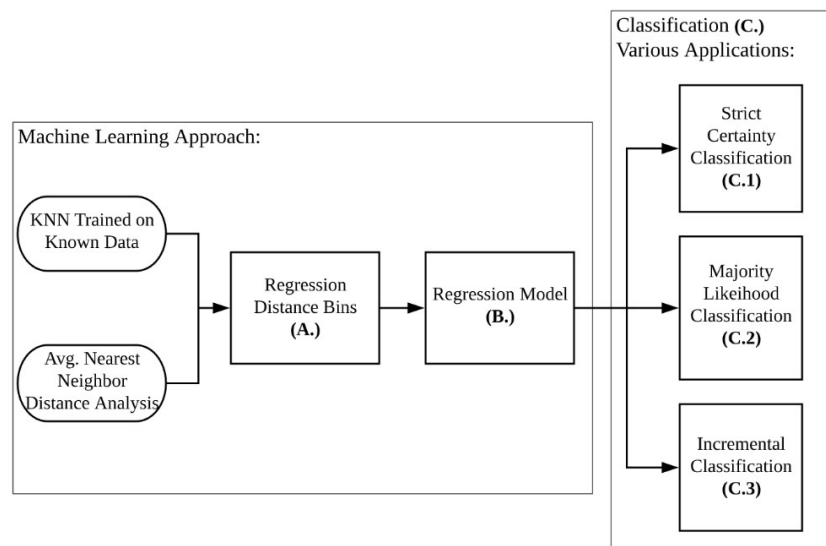 Classification (C.)
Various Applications:
Machine Learning Approach:
KNN Trained on
Known Data
Avg. Nearest
Neighbor
Distance Analysis
Regression
Distance Bins
(A.)
Regression Model
(B.)
Strict
Certainty
Classification
(C.1)
Majority
Likeihood
Classification
(C.2)
Incremental
Classification
(C.3)